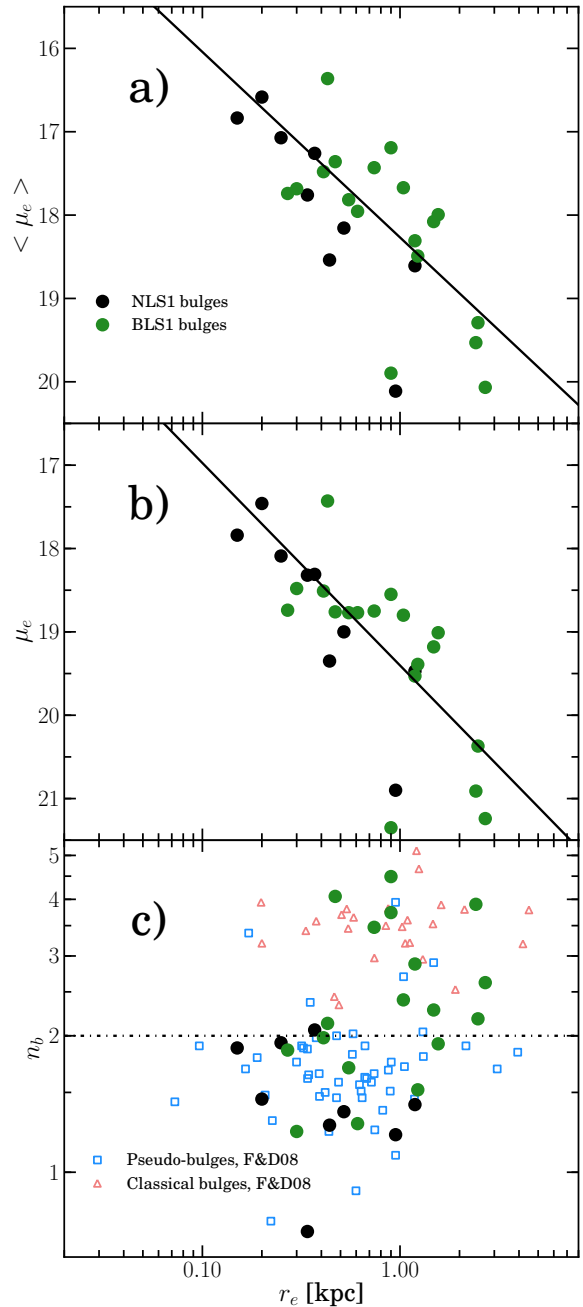 16
17
18
19
20
< μe >
a)
NLS1 bulges
BLS1 bulges
17
18
19
20
21
μe
b)
5
4
3
2
1
nb
c)
Pseudo-bulges, F&D08
Classical bulges, F&D08
0.10
1.00
re [kpc]